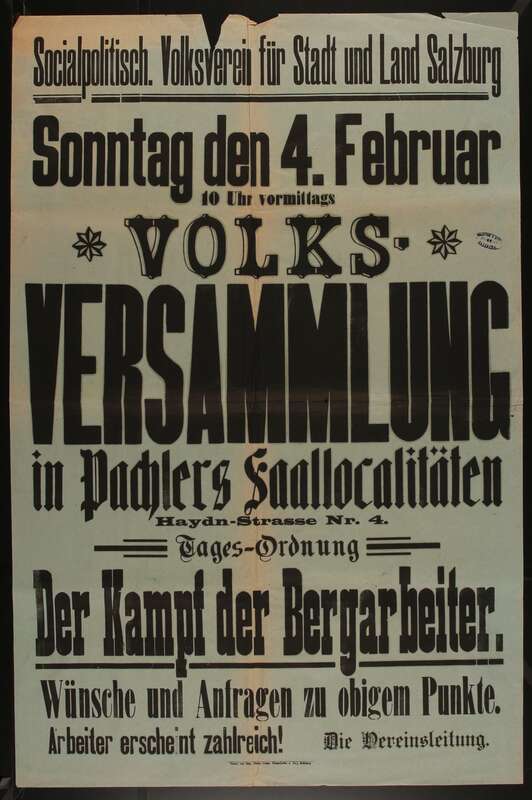 Socialpolitisch. Volksverein für Stadt und Land Salzburg
Sonntag den 4. Februar
10 Uhr vormittags
VOLKS-
VERSAMMLUNG
in Pachlers Saallocalitäten
Haydn-Strasse Nr. 4.
Tages-Ordnung
Der Kampf der Bergarbeiter.
Wünsche und Anfragen zu obigem Punkte.
Arbeiter erscheint zahlreich!
Die Vereinsleitung.